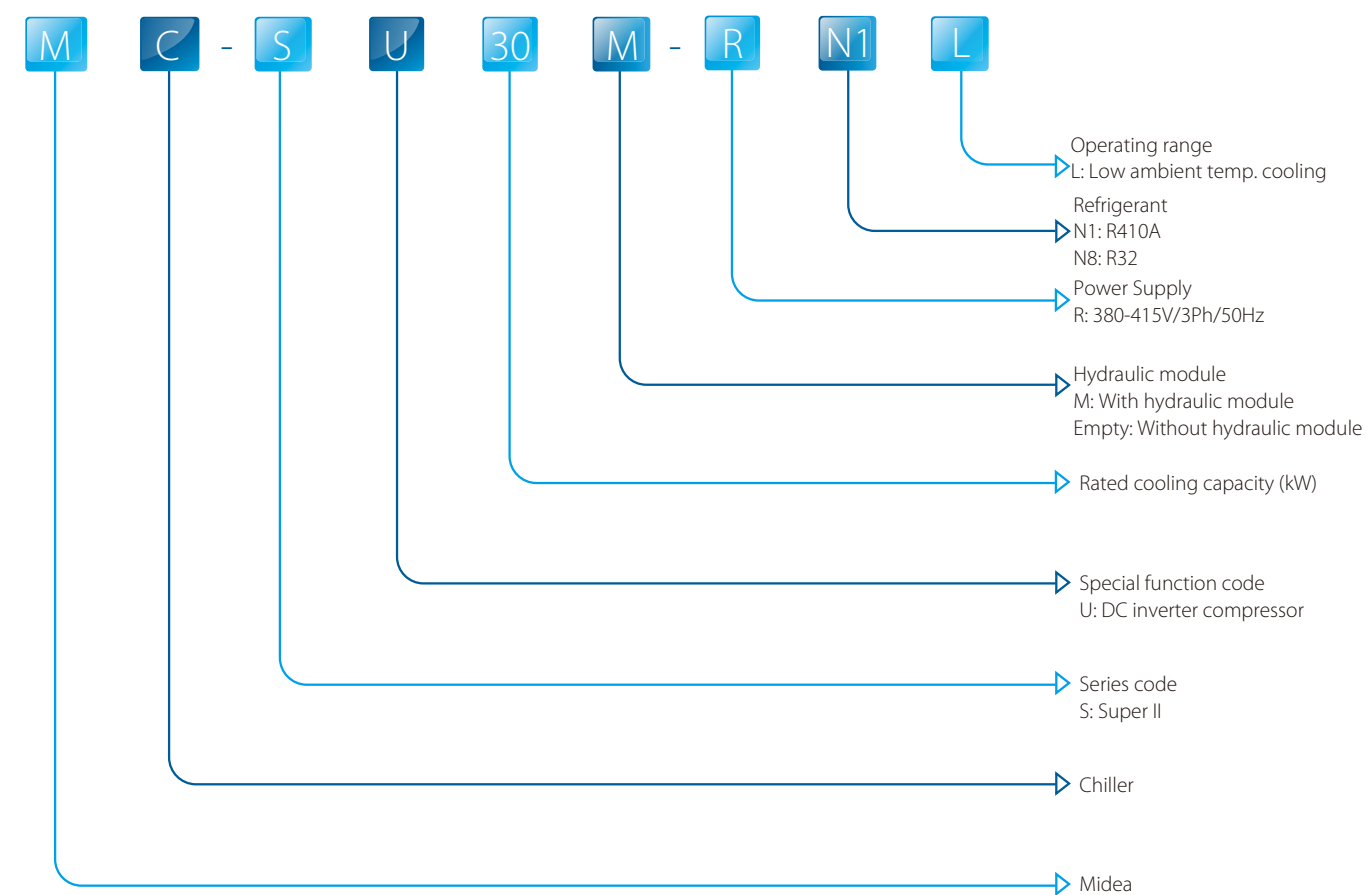 M C - S U 30 M - R N1 L
Operating range
L: Low ambient temp. cooling
Refrigerant
N1: R410A
N8: R32
Power Supply
R: 380-415V/3Ph/50Hz
Hydraulic module
M: With hydraulic module
Empty: Without hydraulic module
Rated cooling capacity (kW)
Special function code
U: DC inverter compressor
Series code
S: Super II
Chiller
Midea